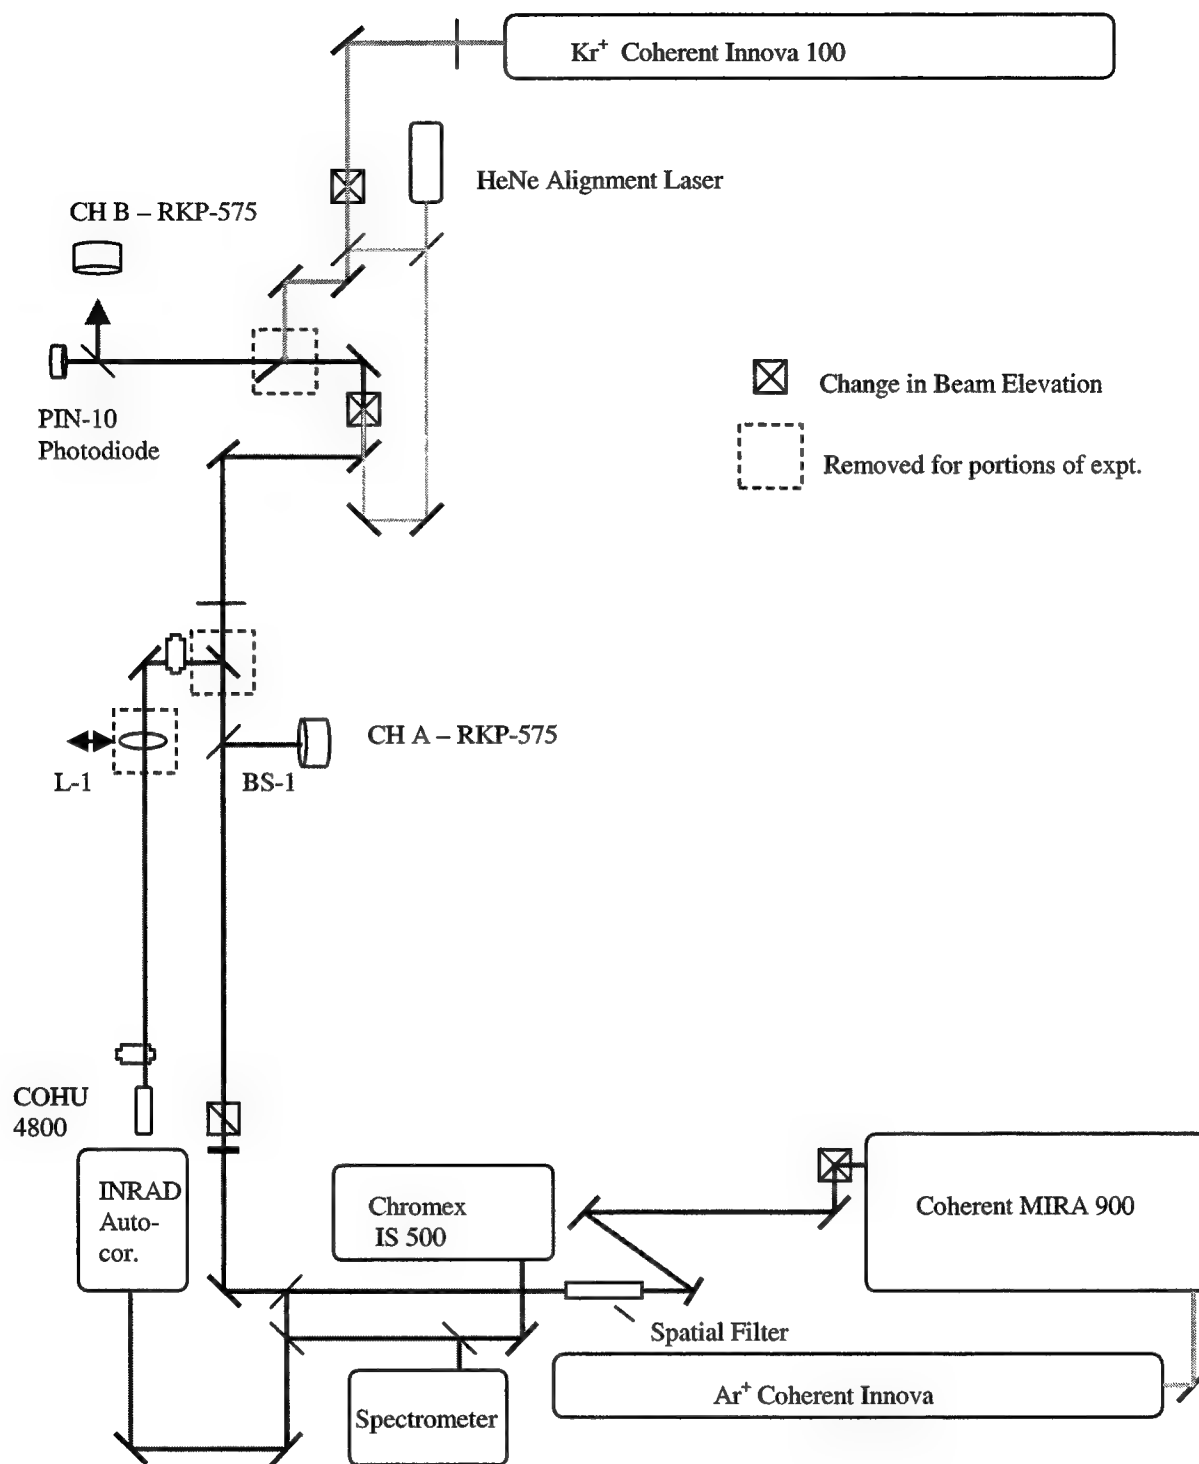 Kr+ Coherent Innova 100
HeNe Alignment Laser
CH B – RKP-575
PIN-10
Photodiode
Change in Beam Elevation
Removed for portions of expt.
CH A – RKP-575
L-1
BS-1
COHU
4800
INRAD
Auto-
cor.
Chromex
IS 500
Coherent MIRA 900
Spatial Filter
Ar+ Coherent Innova
Spectrometer